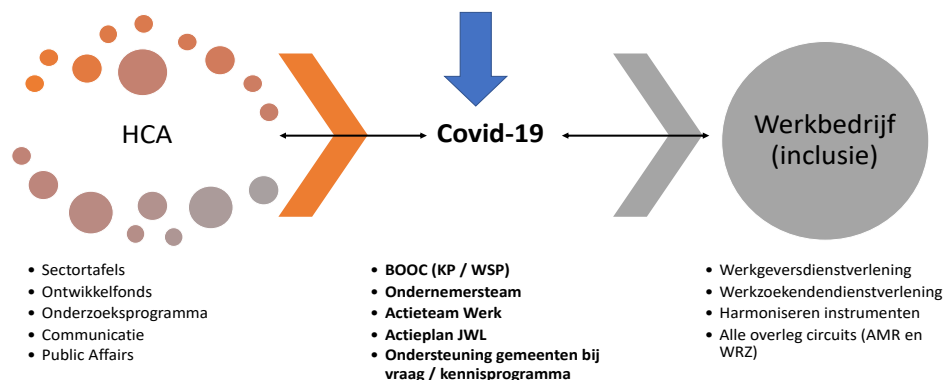 HCA
Covid-19
Werkbedrijf
(inclusie)
• Sectortafels
• Ontwikkelfonds
• Onderzoeksprogramma
• Communicatie
• Public Affairs
• BOOC (KP / WSP)
• Ondernemersteam
• Actieteam Werk
• Actieplan JWL
• Ondersteuning gemeenten bij
vraag / kennisprogramma
• Werkgeversdienstverlening
• Werkzoekendendienstverlening
• Harmoniseren instrumenten
• Alle overleg circuits (AMR en
WRZ)